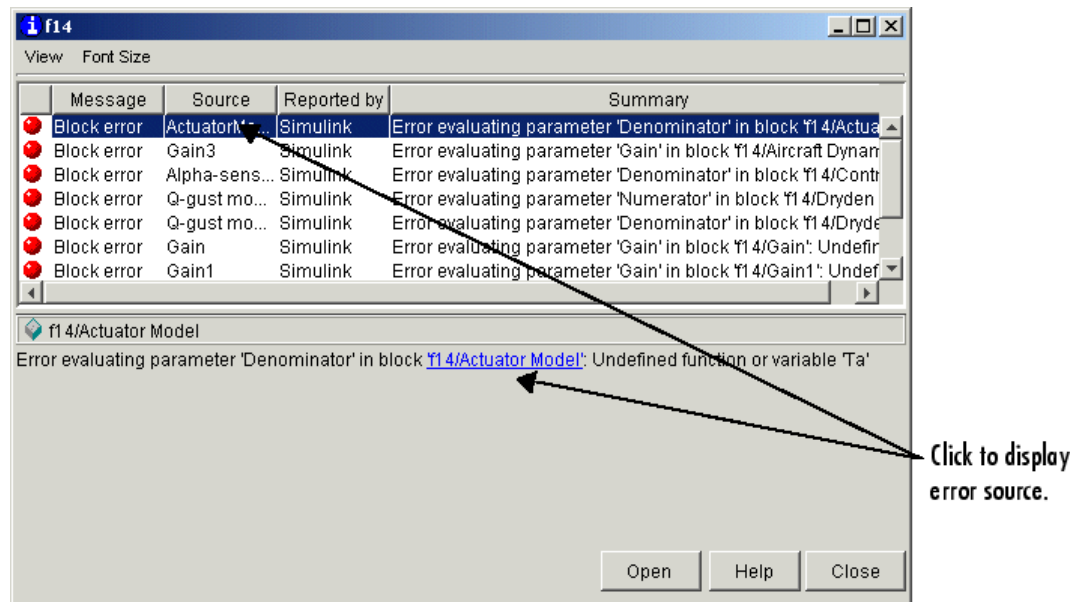 f14
View Font Size
Message Source Reported by Summary
Block error ActuatorMo... Simulink Error evaluating parameter 'Denominator' in block 'f14/Actua
Block error Gain3 Simulink Error evaluating parameter 'Gain' in block 'f14/Aircraft Dynam
Block error Alpha-sens... Simulink Error evaluating parameter 'Denominator' in block 'f14/Contr
Block error Q-gust mo... Simulink Error evaluating parameter 'Numerator' in block 'f14/Dryden
Block error Q-gust mo... Simulink Error evaluating parameter 'Denominator' in block 'f14/Dryde
Block error Gain Simulink Error evaluating parameter 'Gain' in block 'f14/Gain': Undefin
Block error Gain1 Simulink Error evaluating parameter 'Gain' in block 'f14/Gain1': Undef
f14/Actuator Model
Error evaluating parameter 'Denominator' in block 'f14/Actuator Model': Undefined function or variable 'Ta'
Click to display
error source.
Open Help Close